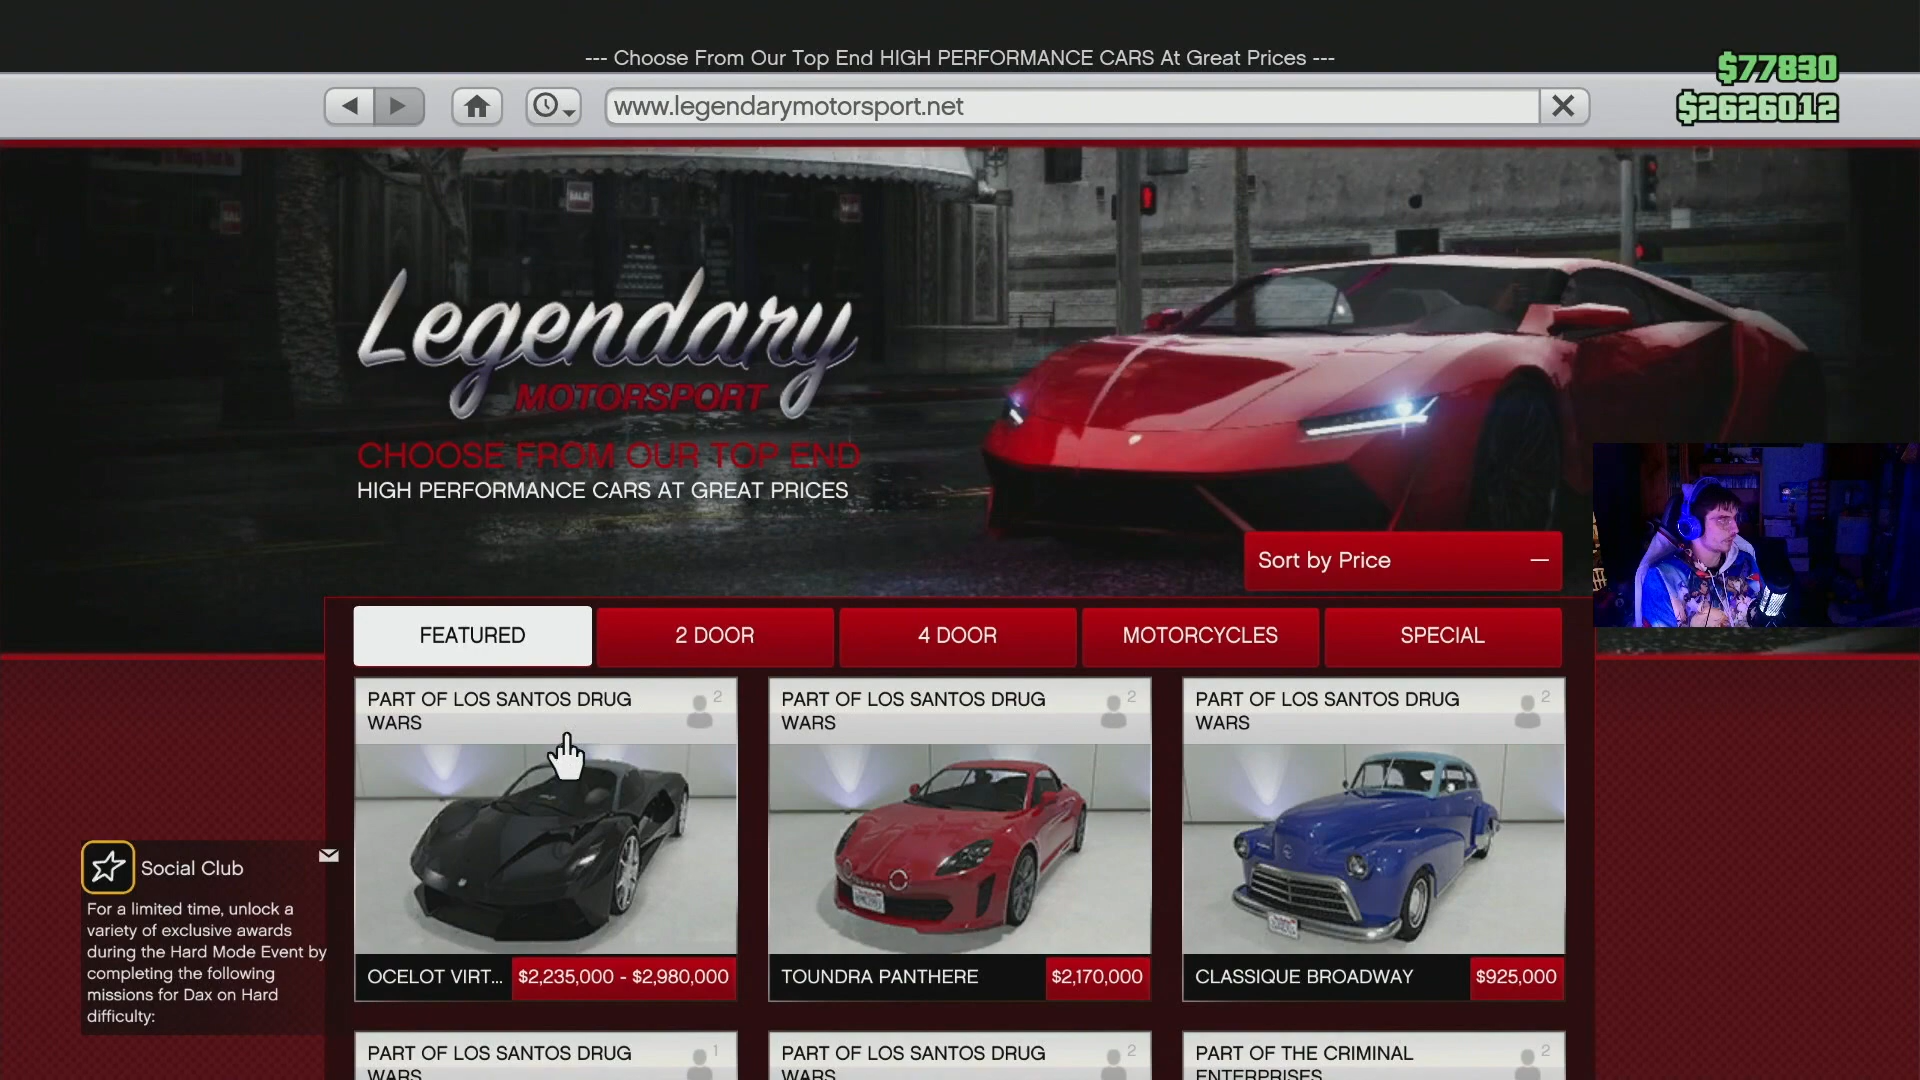 --- Choose From Our Top End HIGH PERFORMANCE CARS At Great Prices ---
$77830
www.legendarymotorsport.net
$2626012
Legendary
MOTORSPORT
CHOOSE FROM OUR TOP END
HIGH PERFORMANCE CARS AT GREAT PRICES
Sort by Price
FEATURED
2 DOOR
4 DOOR
MOTORCYCLES
SPECIAL
PART OF LOS SANTOS DRUG
WARS
2
PART OF LOS SANTOS DRUG
WARS
2
PART OF LOS SANTOS DRUG
WARS
2
OCELOT VIRT...
$2,235,000 - $2,980,000
TOUNDRA PANTHERE
$2,170,000
CLASSIQUE BROADWAY
$925,000
Social Club
For a limited time, unlock a
variety of exclusive awards
during the Hard Mode Event by
completing the following
missions for Dax on Hard
difficulty:
PART OF LOS SANTOS DRUG
WARS
1
PART OF LOS SANTOS DRUG
WARS
2
PART OF THE CRIMINAL
ENTERPRISES
2